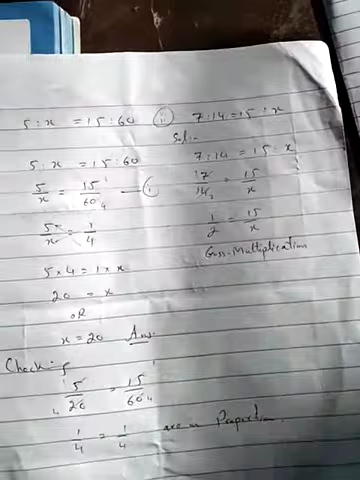 5 : x = 15 : 60
5 : x = 15 : 60
5/x = 15/60 — (i
5/x = 1/4
5 × 4 = 1 × x
20 = x
OR
x = 20 Ans.
Checking
5/20 = 15/60
1/4 = 1/4 are in Proportion.
(ii) 7 : 14 = 15 : x
Sol:-
7 : 14 = 15 : x
7/14 = 15/x
1/2 = 15/x
Cross-Multiplication